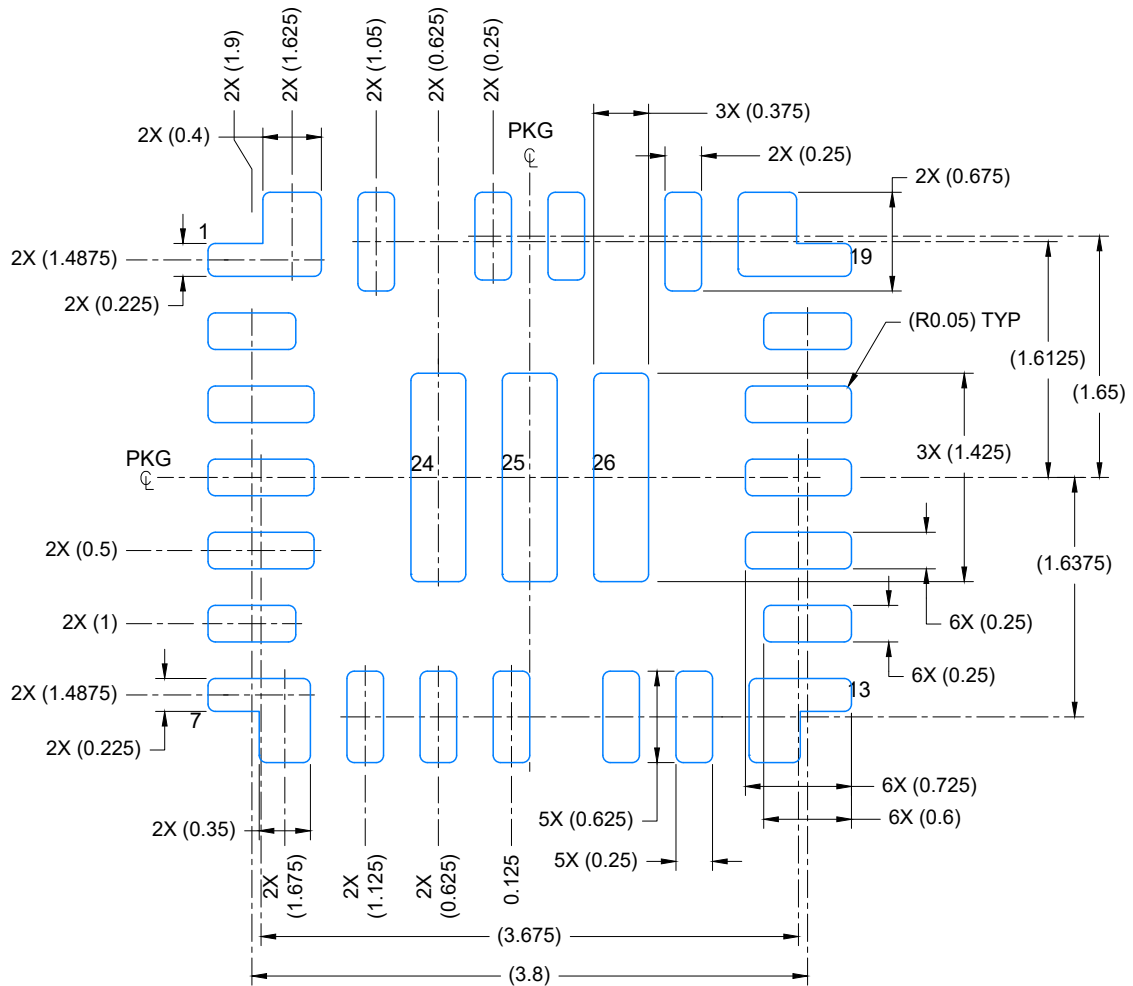 2X (1.9)
2X (1.625)
2X (1.05)
2X (0.625)
2X (0.25)
PKG
℄
3X (0.375)
2X (0.4)
2X (0.25)
2X (0.675)
1
19
2X (1.4875)
2X (0.225)
(R0.05) TYP
(1.6125)
(1.65)
PKG
℄
24
25
26
3X (1.425)
2X (0.5)
(1.6375)
2X (1)
6X (0.25)
6X (0.25)
2X (1.4875)
7
13
2X (0.225)
6X (0.725)
2X (0.35)
5X (0.625)
6X (0.6)
5X (0.25)
2X
(1.675)
2X
(1.125)
2X
(0.625)
0.125
(3.675)
(3.8)